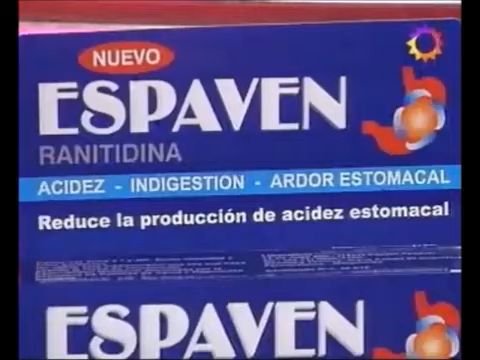 NUEVO
ESPAVEN
RANITIDINA
ACIDEZ - INDIGESTION - ARDOR ESTOMACAL
Reduce la producción de acidez estomacal
ESPAVEN